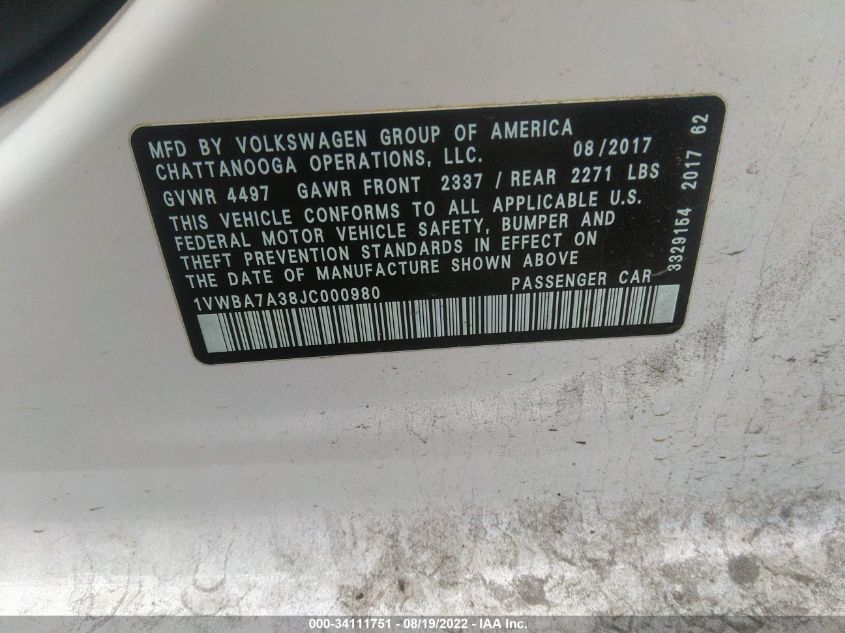 MFD BY VOLKSWAGEN GROUP OF AMERICA
CHATTANOOGA OPERATIONS, LLC. 08/2017
GVWR 4497 GAWR FRONT 2337 / REAR 2271 LBS
THIS VEHICLE CONFORMS TO ALL APPLICABLE U.S.
FEDERAL MOTOR VEHICLE SAFETY, BUMPER AND
THEFT PREVENTION STANDARDS IN EFFECT ON
THE DATE OF MANUFACTURE SHOWN ABOVE
1VWBA7A38JC000980 PASSENGER CAR
3329154 2017 62
000-34111751 - 08/19/2022 - IAA Inc.